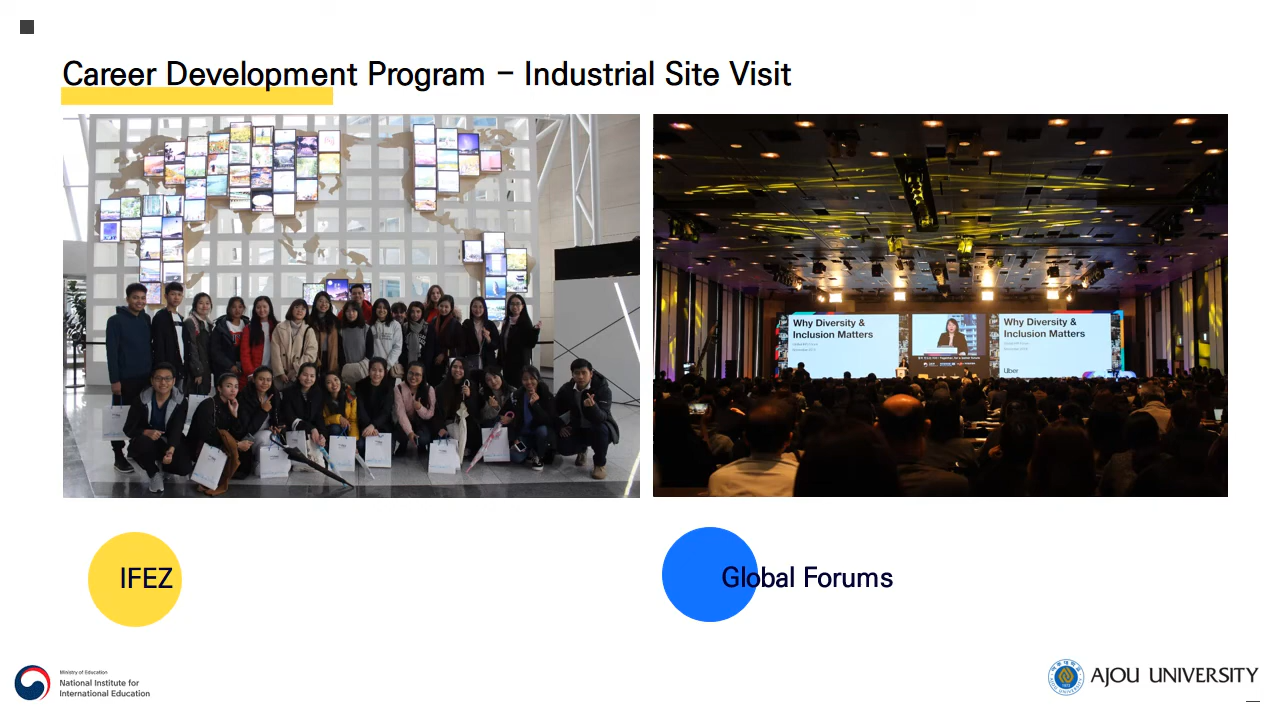 Career Development Program – Industrial Site Visit
Why Diversity &
Inclusion Matters
Why Diversity &
Inclusion Matters
Uber
IFEZ
Global Forums
Ministry of Education
National Institute for
International Education
AJOU UNIVERSITY